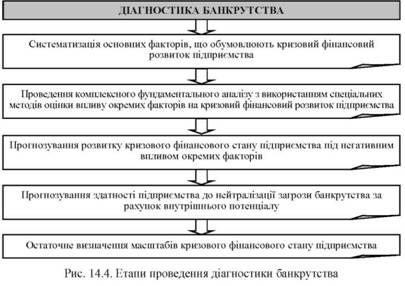 ДІАГНОСТИКА БАНКРУТСТВА
Систематизація основних факторів, що обумовлюють кризовий фінансовий
розвиток підприємства
Проведення комплексного фундаментального аналізу з використанням спеціальних
методів оцінки впливу окремих факторів на кризовий фінансовий розвиток підприємства
Прогнозування розвитку кризового фінансового стану підприємства під негативним
впливом окремих факторів
Прогнозування здатності підприємства до нейтралізації загрози банкрутства за
рахунок внутрішнього потенціалу
Остаточне визначення масштабів кризового фінансового стану підприємства
Рис. 14.4. Етапи проведення діагностики банкрутства